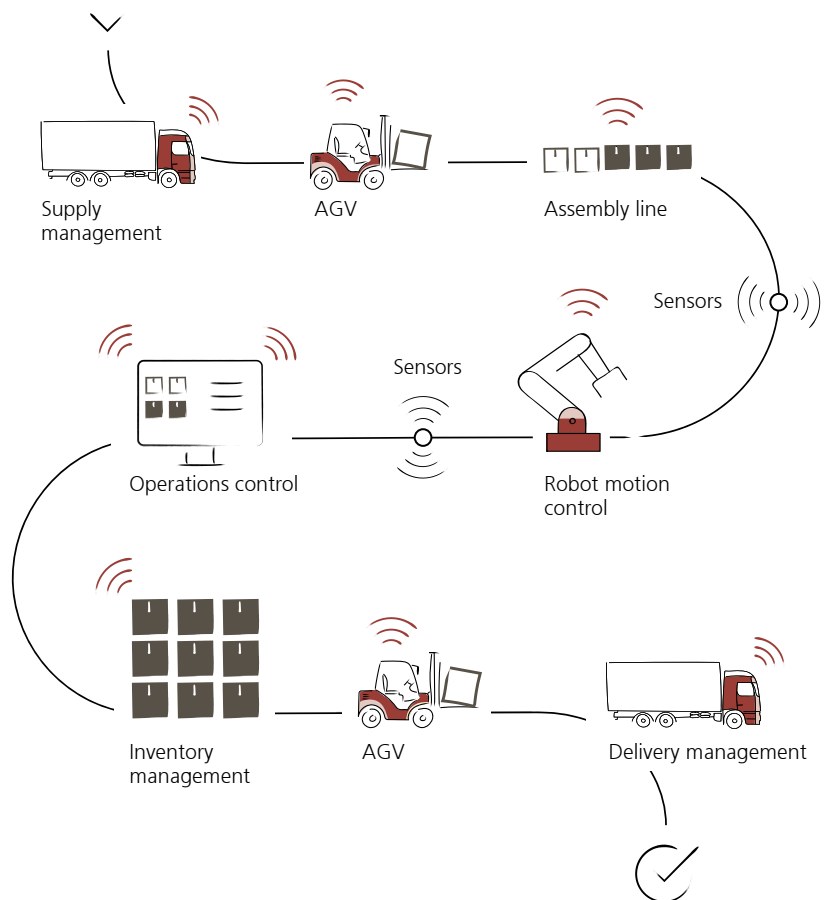 Supply
management
AGV
Assembly line
Sensors
Sensors
Operations control
Robot motion
control
Inventory
management
AGV
Delivery management